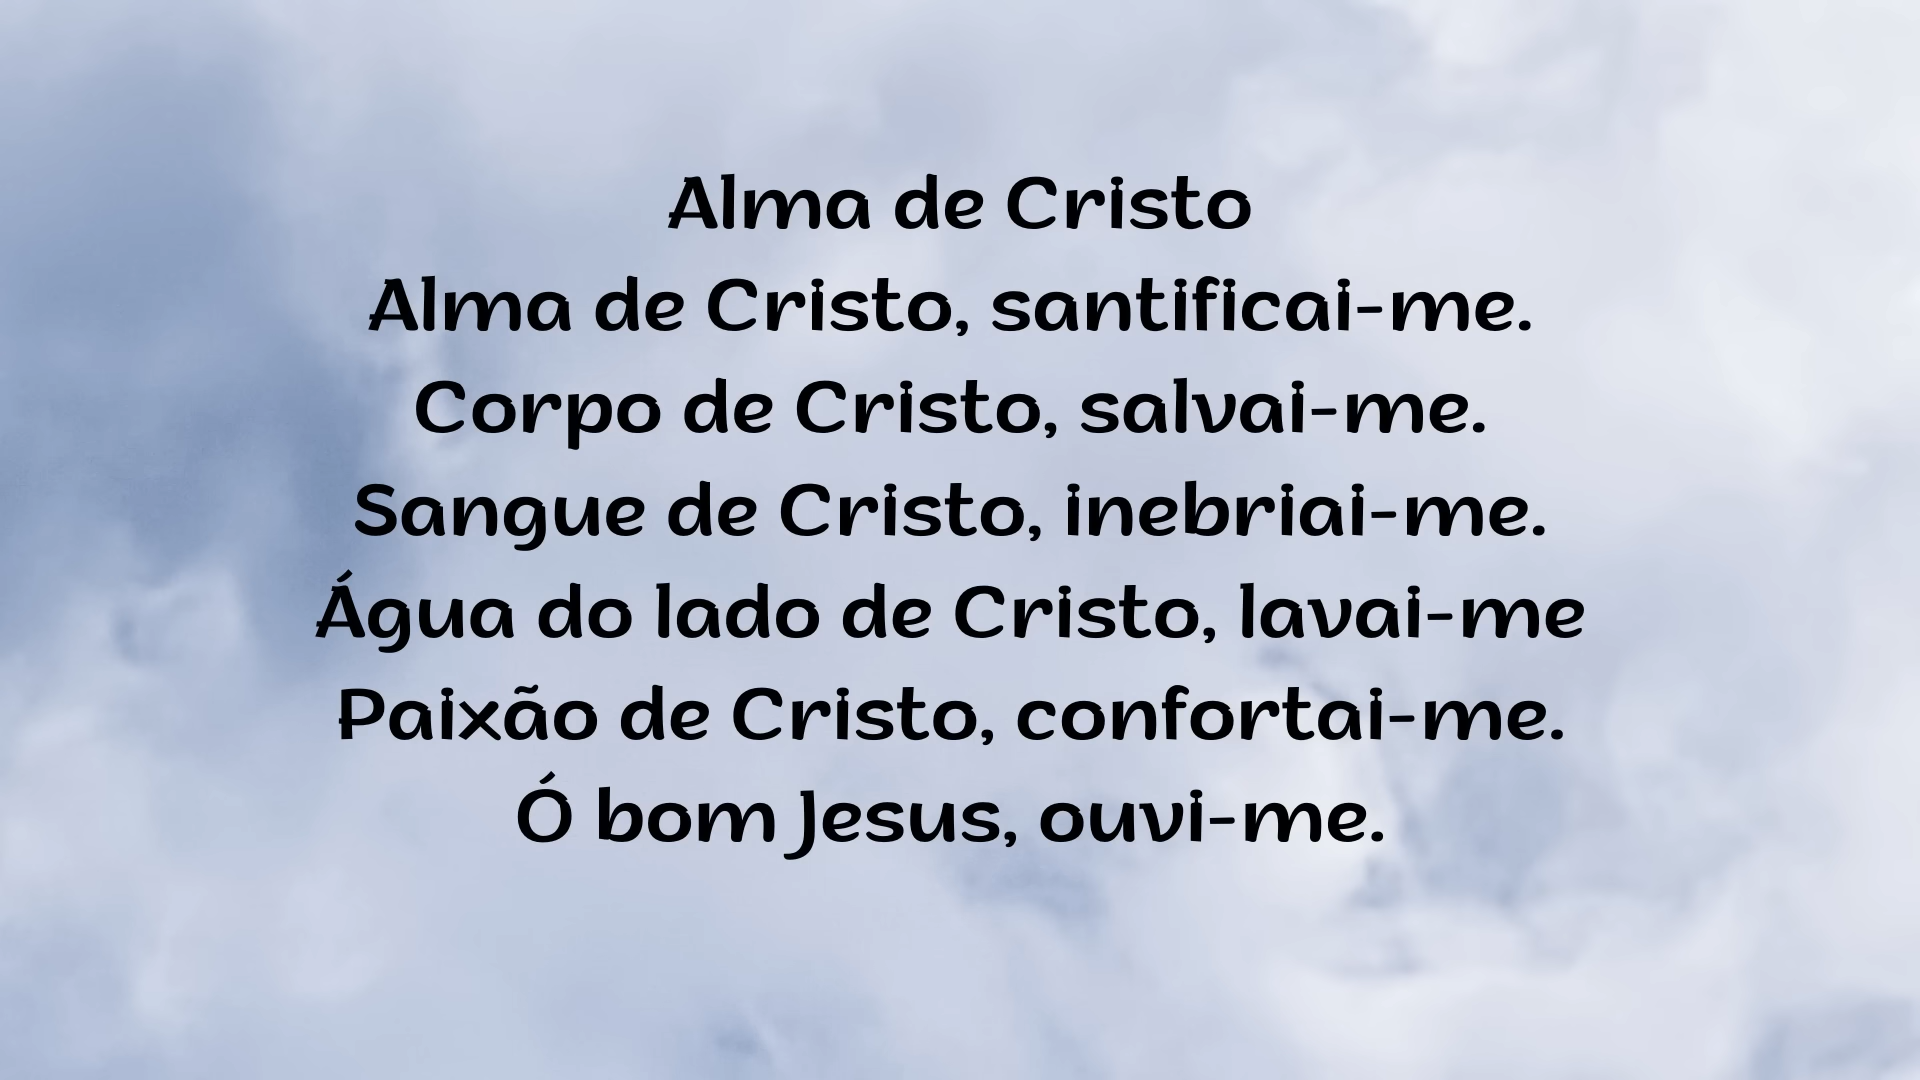 Alma de Cristo
Alma de Cristo, santificai-me.
Corpo de Cristo, salvai-me.
Sangue de Cristo, inebriai-me.
Água do lado de Cristo, lavai-me
Paixão de Cristo, confortai-me.
Ó bom Jesus, ouvi-me.